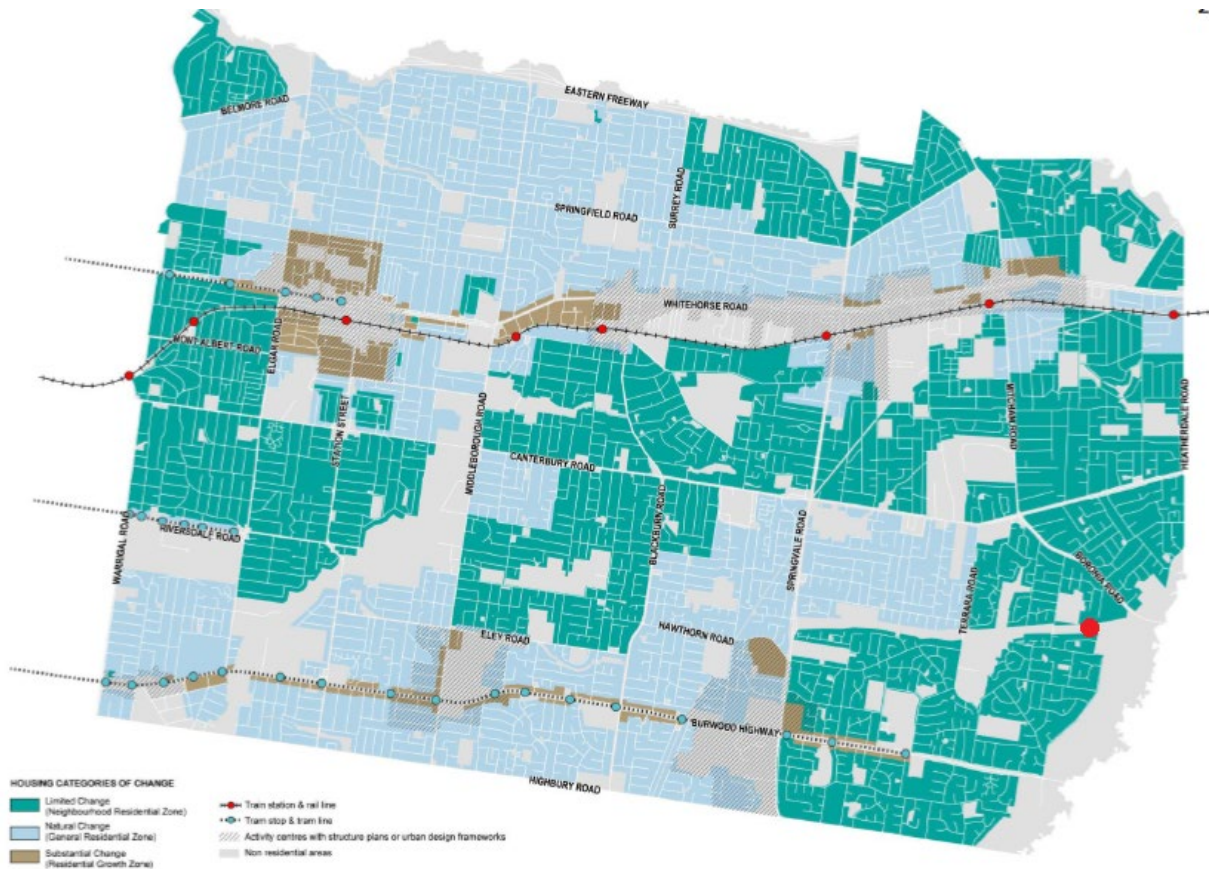 EASTERN FREEWAY
BELMORE ROAD
SPRINGFIELD ROAD
SURREY ROAD
WHITEHORSE ROAD
MONT ALBERT ROAD
ELGAR ROAD
STATION STREET
MIDDLEBOROUGH ROAD
MITCHAM ROAD
HEATHERDALE ROAD
CANTERBURY ROAD
BLACKBURN ROAD
SPRINGVALE ROAD
WARRIGAL ROAD
RIVERSDALE ROAD
TERRARA ROAD
BORONIA ROAD
ELEY ROAD
HAWTHORN ROAD
BURWOOD HIGHWAY
HIGHBURY ROAD
HOUSING CATEGORIES OF CHANGE
Limited Change
(Neighbourhood Residential Zone)
Natural Change
(General Residential Zone)
Substantial Change
(Residential Growth Zone)
Train station & rail line
Tram stop & tram line
Activity centres with structure plans or urban design frameworks
Non residential areas